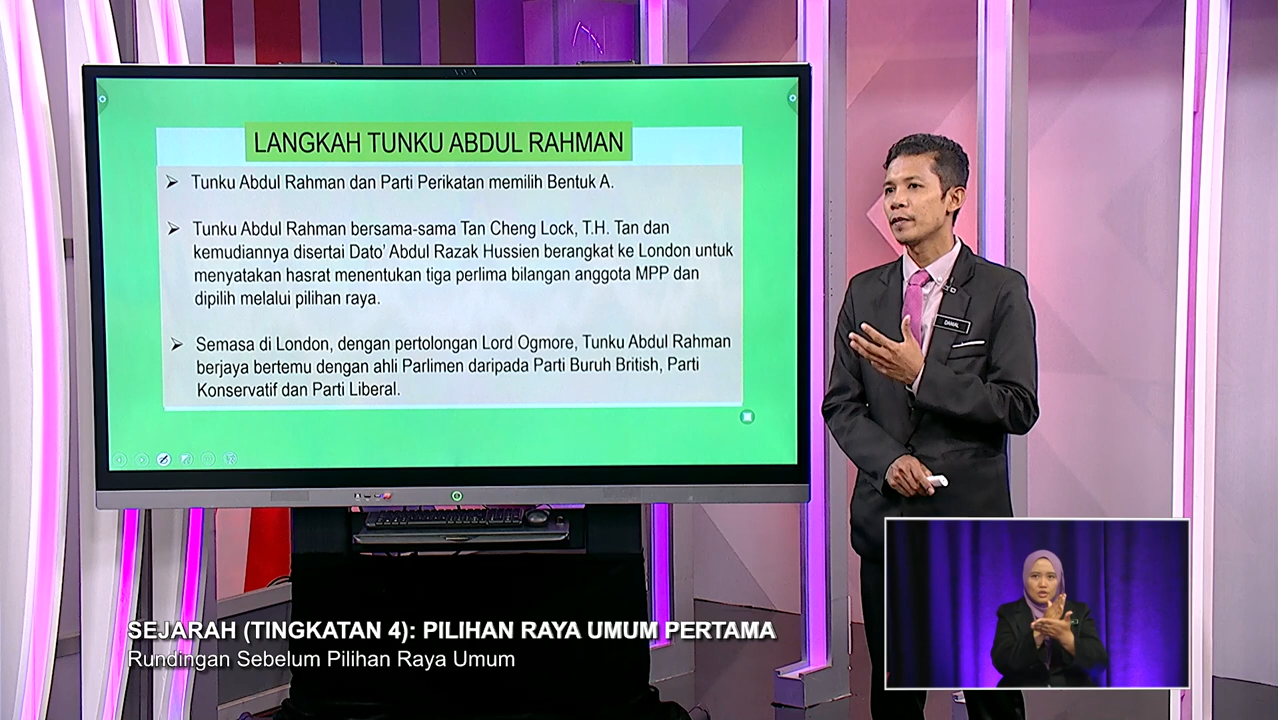 LANGKAH TUNKU ABDUL RAHMAN
➢ Tunku Abdul Rahman dan Parti Perikatan memilih Bentuk A.
➢ Tunku Abdul Rahman bersama-sama Tan Cheng Lock, T.H. Tan dan
kemudiannya disertai Dato’ Abdul Razak Hussien berangkat ke London untuk
menyatakan hasrat menentukan tiga perlima bilangan anggota MPP dan
dipilih melalui pilihan raya.
➢ Semasa di London, dengan pertolongan Lord Ogmore, Tunku Abdul Rahman
berjaya bertemu dengan ahli Parlimen daripada Parti Buruh British, Parti
Konservatif dan Parti Liberal.
DANIAL
SEJARAH (TINGKATAN 4): PILIHAN RAYA UMUM PERTAMA
Rundingan Sebelum Pilihan Raya Umum